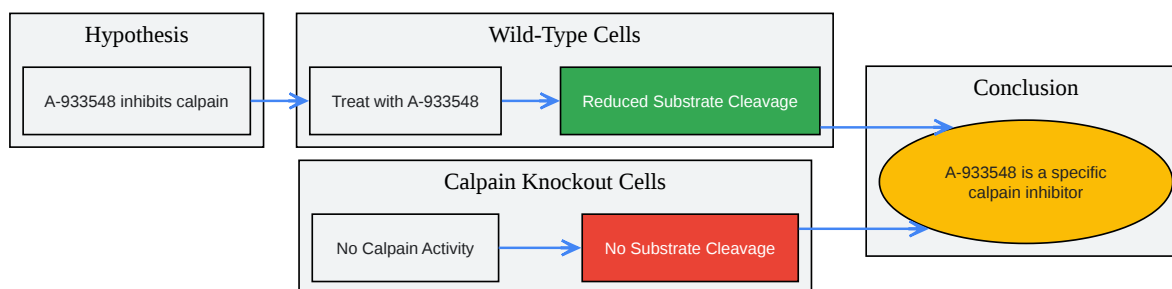 Hypothesis
A-933548 inhibits calpain
Wild-Type Cells
Treat with A-933548
Reduced Substrate Cleavage
Calpain Knockout Cells
No Calpain Activity
No Substrate Cleavage
Conclusion
A-933548 is a specific
calpain inhibitor